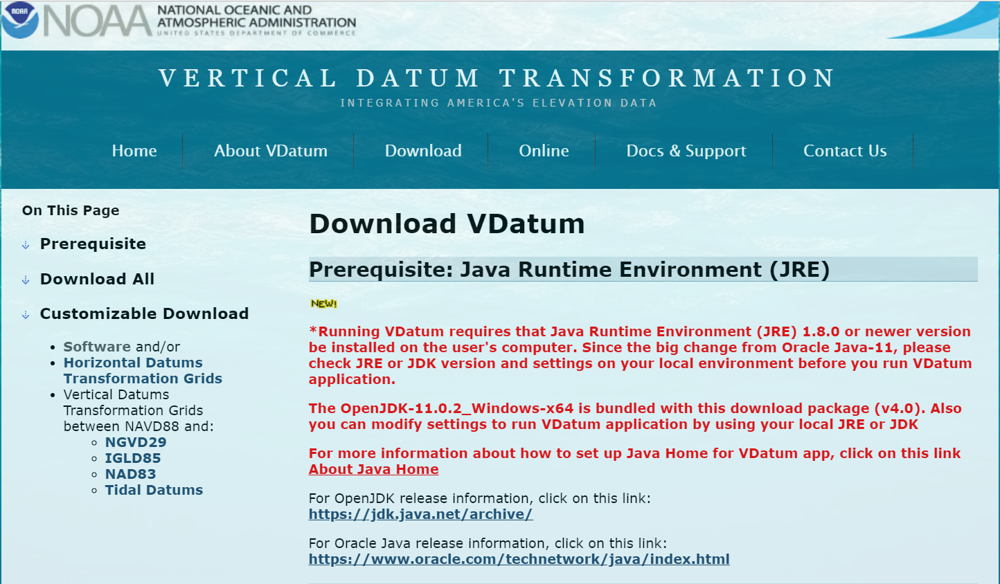 NOAA
NATIONAL OCEANIC AND
ATMOSPHERIC ADMINISTRATION
UNITED STATES DEPARTMENT OF COMMERCE
VERTICAL DATUM TRANSFORMATION
INTEGRATING AMERICA'S ELEVATION DATA
Home
About VDatum
Download
Online
Docs & Support
Contact Us
On This Page
Prerequisite
Download All
Customizable Download
Software and/or
Horizontal Datums
Transformation Grids
Vertical Datums
Transformation Grids
between NAVD88 and:
NGVD29
IGLD85
NAD83
Tidal Datums
Download VDatum
Prerequisite: Java Runtime Environment (JRE)
NEW!
*Running VDatum requires that Java Runtime Environment (JRE) 1.8.0 or newer version
be installed on the user's computer. Since the big change from Oracle Java-11, please
check JRE or JDK version and settings on your local environment before you run VDatum
application.
The OpenJDK-11.0.2_Windows-x64 is bundled with this download package (v4.0). Also
you can modify settings to run VDatum application by using your local JRE or JDK
For more information about how to set up Java Home for VDatum app, click on this link
About Java Home
For OpenJDK release information, click on this link:
https://jdk.java.net/archive/
For Oracle Java release information, click on this link:
https://www.oracle.com/technetwork/java/index.html